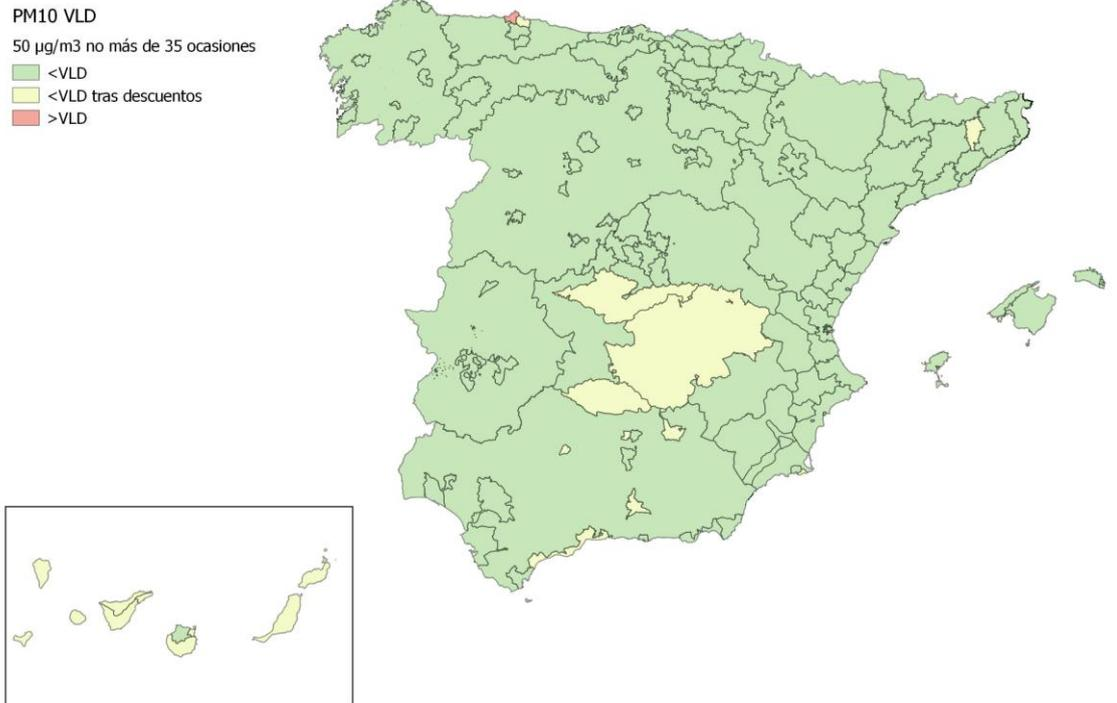 PM10 VLD
50 µg/m3 no más de 35 ocasiones
<VLD
<VLD tras descuentos
>VLD